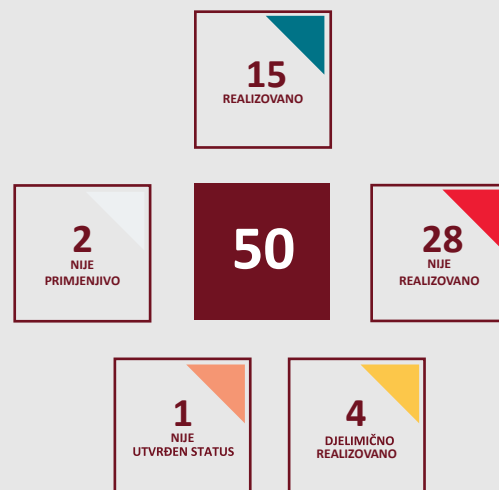 15
REALIZOVANO
2
NIJE
PRIMJENJIVO
50
28
NIJE
REALIZOVANO
1
NIJE
UTVRĐEN STATUS
4
DJELIMIČNO
REALIZOVANO